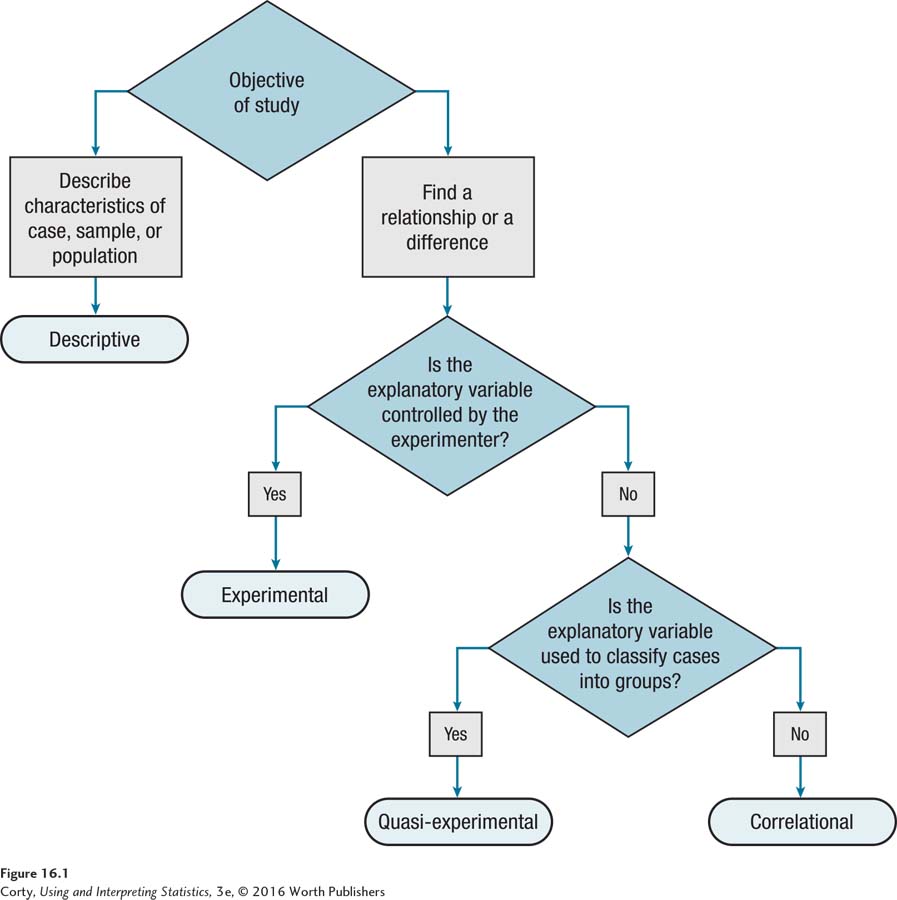 Objective
of study
Describe
characteristics of
case, sample, or
population
Find a
relationship or a
difference
Descriptive
Is the
explanatory variable
controlled by the
experimenter?
Yes
No
Experimental
Is the
explanatory variable
used to classify cases
into groups?
Yes
No
Quasi-experimental
Correlational
Figure 16.1
Corty, Using and Interpreting Statistics, 3e, © 2016 Worth Publishers